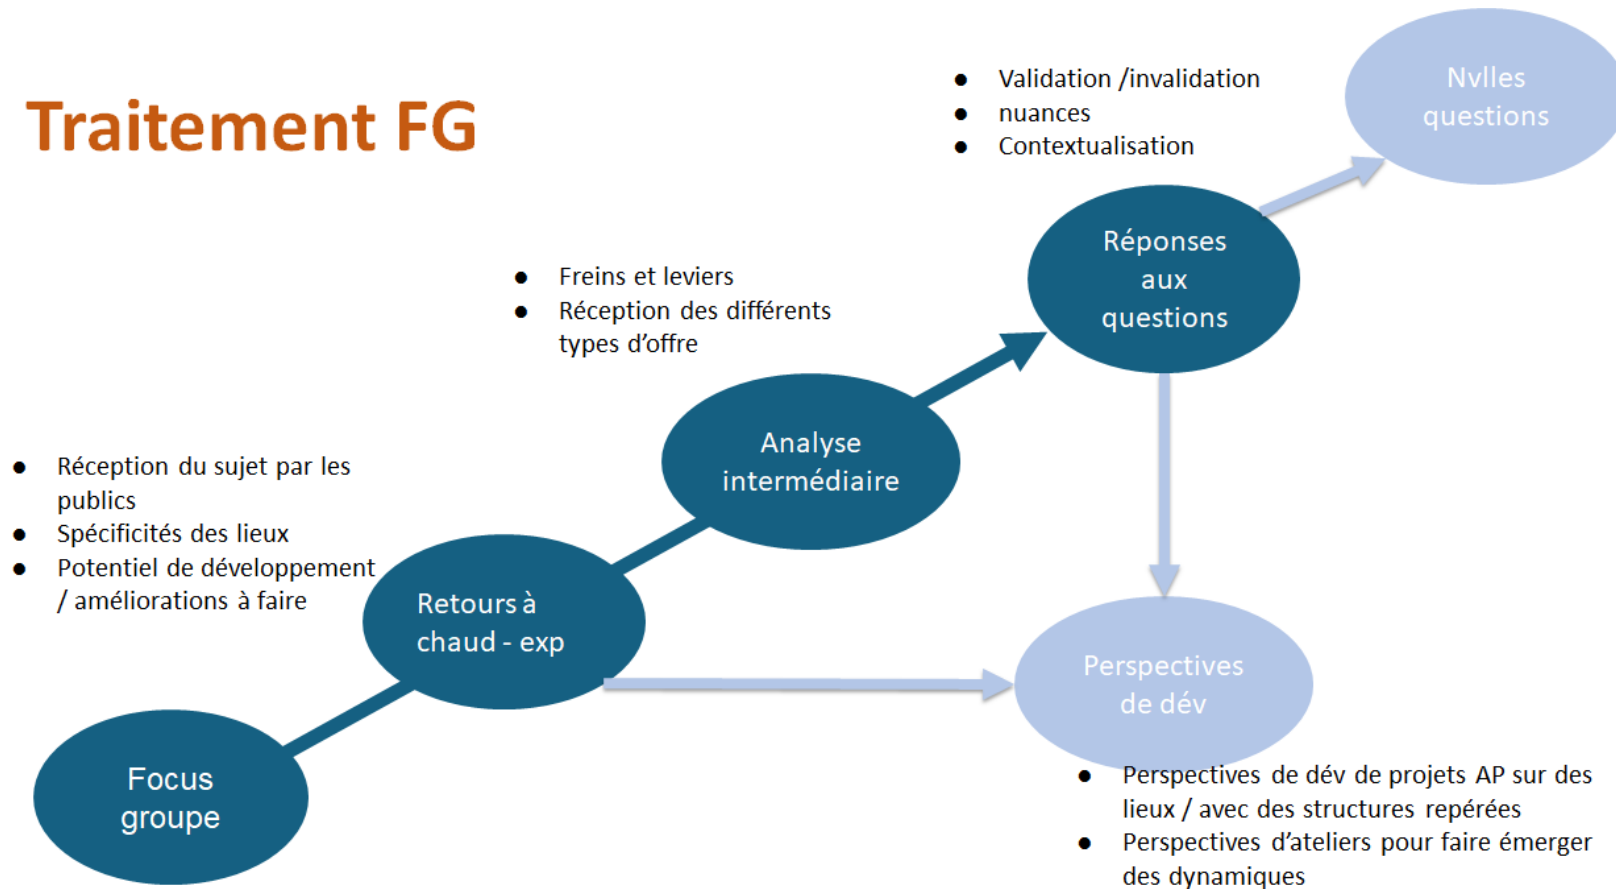 Traitement FG
● Validation /invalidation
● nuances
● Contextualisation
Nvlles
questions
Réponses
aux
questions
● Freins et leviers
● Réception des différents
types d’offre
Analyse
intermédiaire
● Réception du sujet par les
publics
● Spécificités des lieux
● Potentiel de développement
/ améliorations à faire
Retours à
chaud - exp
Perspectives
de dév
Focus
groupe
● Perspectives de dév de projets AP sur des
lieux / avec des structures repérées
● Perspectives d’ateliers pour faire émerger
des dynamiques